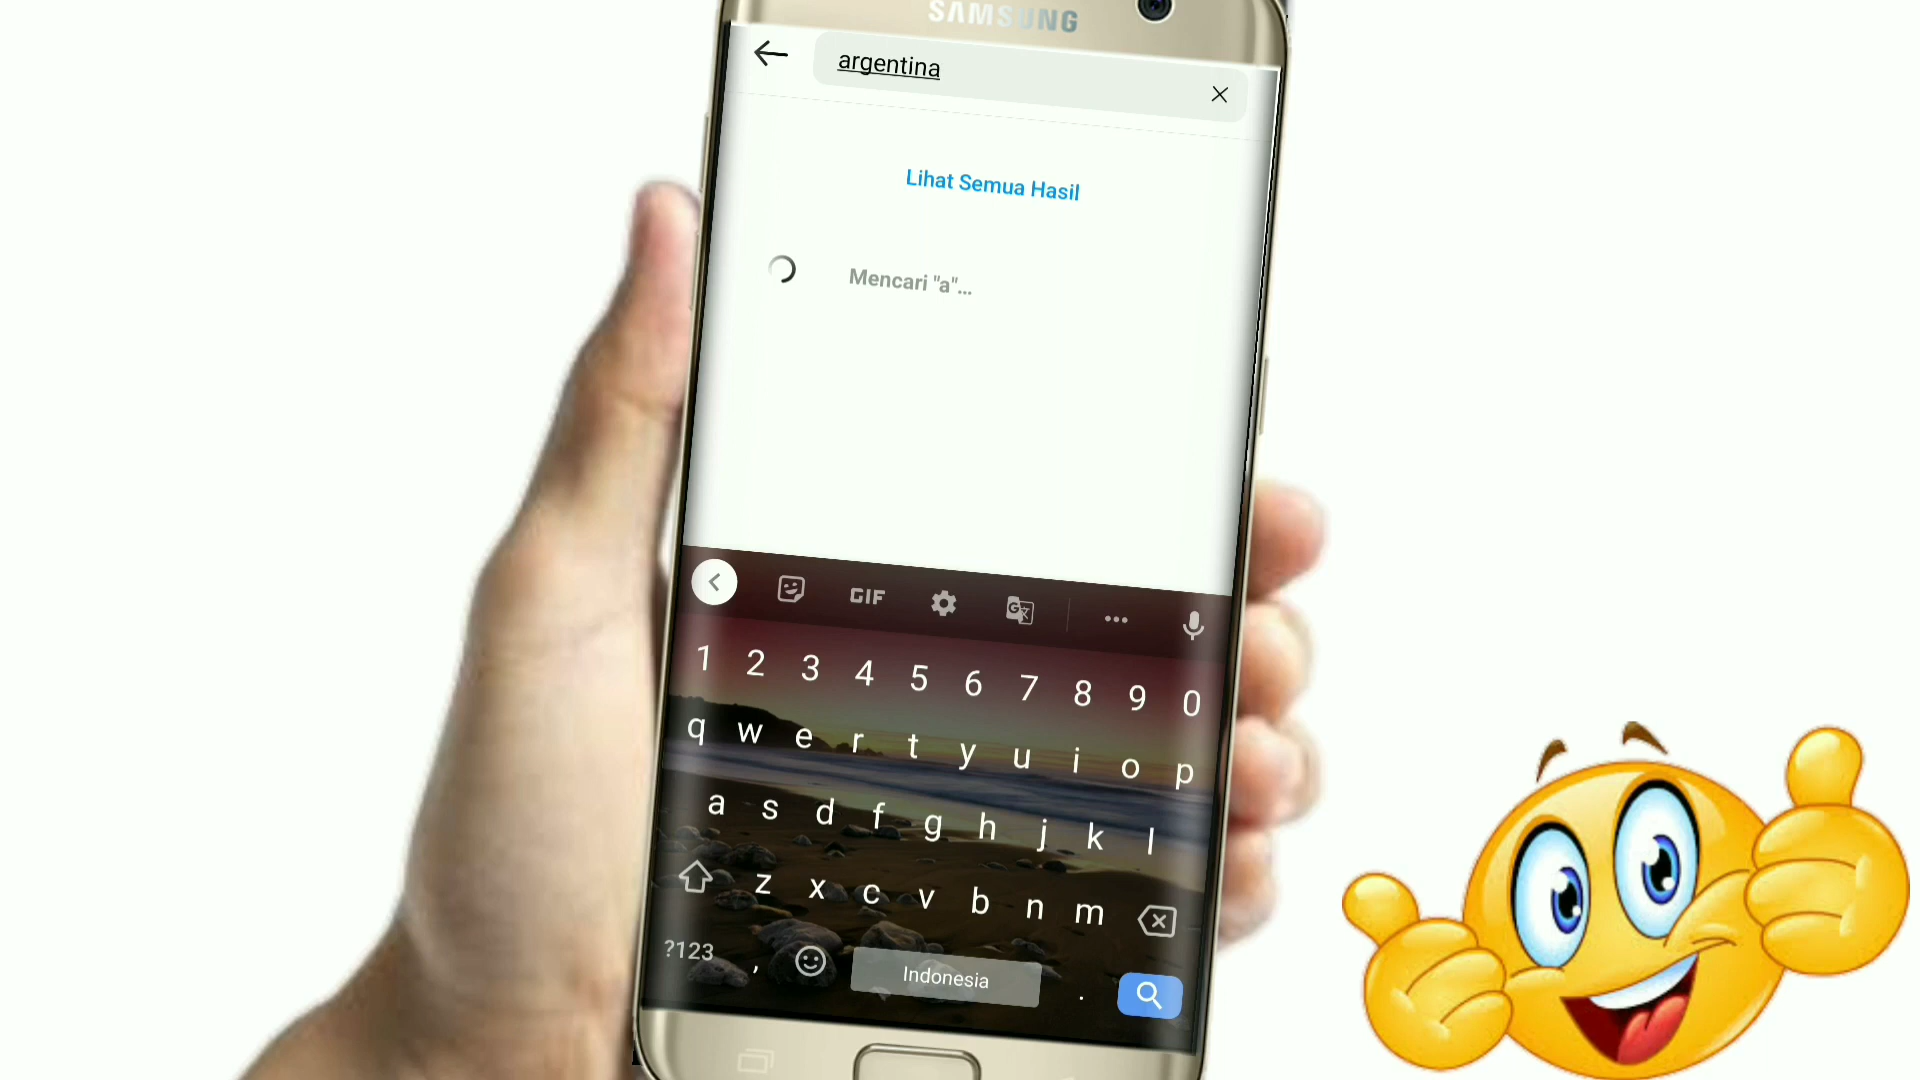 SAMSUNG
argentina
Lihat Semua Hasil
Mencari "a"...
GIF
G
1 2 3 4 5 6 7 8 9 0
q w e r t y u i o p
a s d f g h j k l
z x c v b n m
?123 , Indonesia .